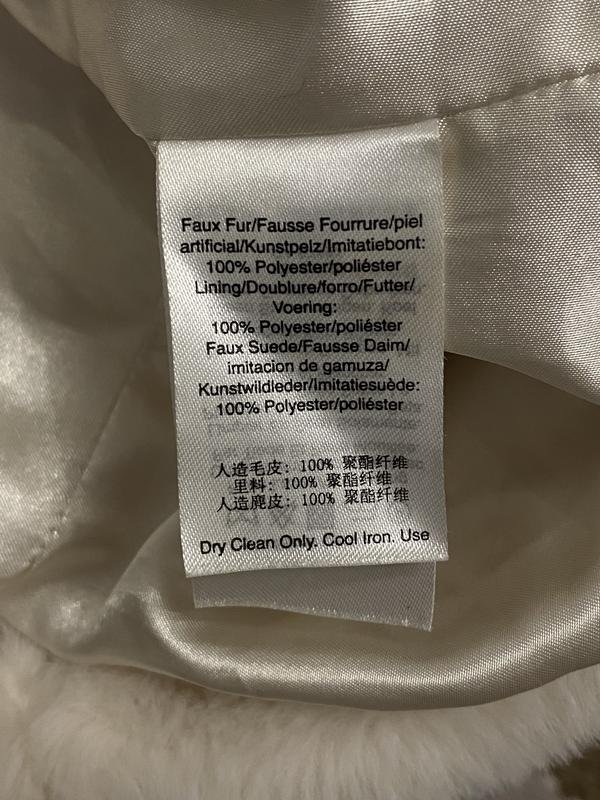 Faux Fur/Fausse Fourrure/piel
artificial/Kunstpelz/Imitatiebont:
100% Polyester/poliéster
Lining/Doublure/forro/Futter/
Voering:
100% Polyester/poliéster
Faux Suede/Fausse Daim/
imitacion de gamuza/
Kunstwildleder/Imitatiesuède:
100% Polyester/poliéster
人造毛皮: 100% 聚酯纤维
里料: 100% 聚酯纤维
人造麂皮: 100% 聚酯纤维
Dry Clean Only. Cool Iron. Use